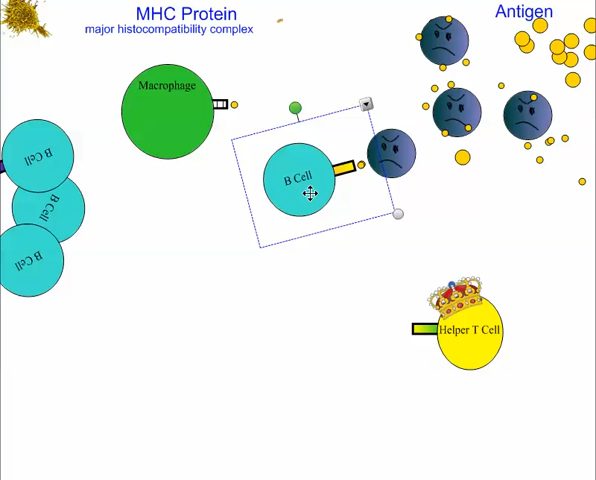 MHC Protein
major histocompatibility complex
Antigen
Macrophage
B Cell
B Cell
B Cell
B Cell
Helper T Cell